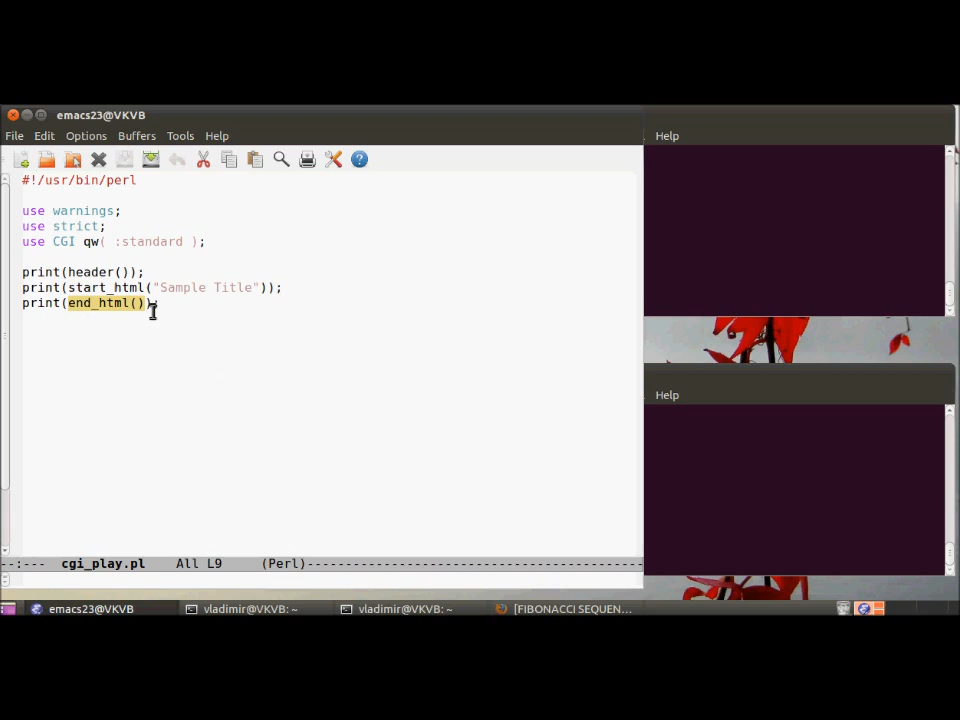 emacs23@VKVB
File Edit Options Buffers Tools Help
Help
#!/usr/bin/perl
use warnings;
use strict;
use CGI qw( :standard );
print(header());
print(start_html("Sample Title"));
print(end_html());
Help
--:--- cgi_play.pl All L9 (Perl)------------------------------------------
emacs23@VKVB
vladimir@VKVB: ~
vladimir@VKVB: ~
[FIBONACCI SEQUEN...